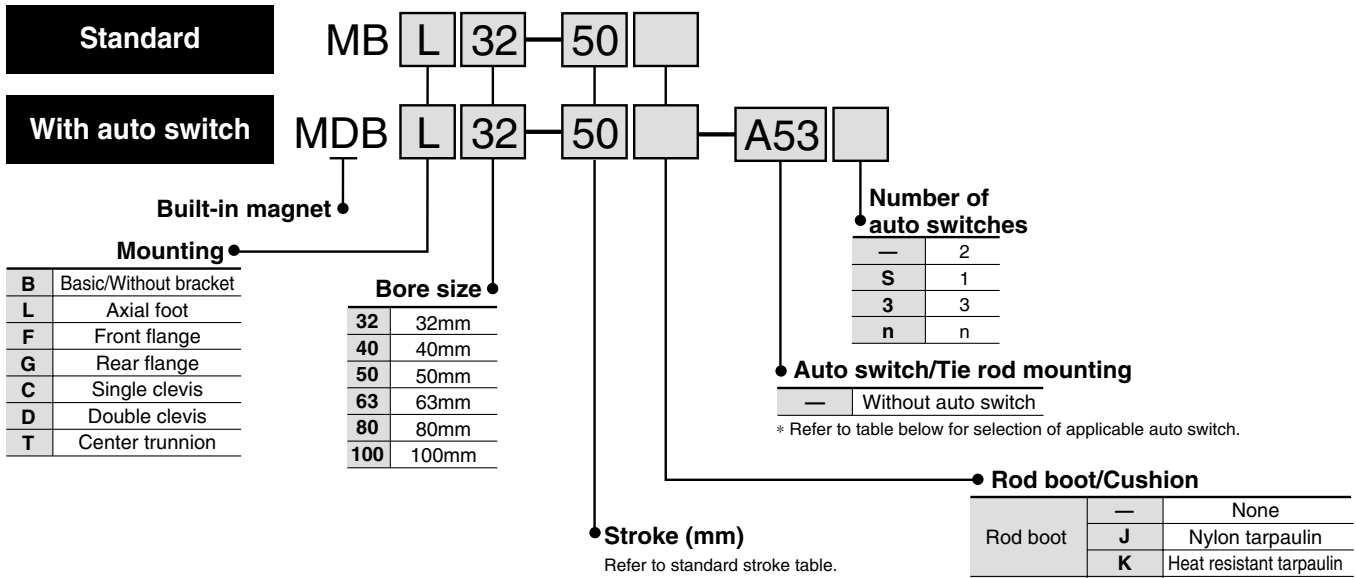 Standard
MB L 32 50
With auto switch
MDB L 32 50 A53
Built-in magnet
Mounting
B Basic/Without bracket
L Axial foot
F Front flange
G Rear flange
C Single clevis
D Double clevis
T Center trunnion
Bore size
32 32mm
40 40mm
50 50mm
63 63mm
80 80mm
100 100mm
Number of
auto switches
— 2
S 1
3 3
n n
Auto switch/Tie rod mounting
— Without auto switch
* Refer to table below for selection of applicable auto switch.
Rod boot/Cushion
Rod boot — None
J Nylon tarpaulin
K Heat resistant tarpaulin
Stroke (mm)
Refer to standard stroke table.